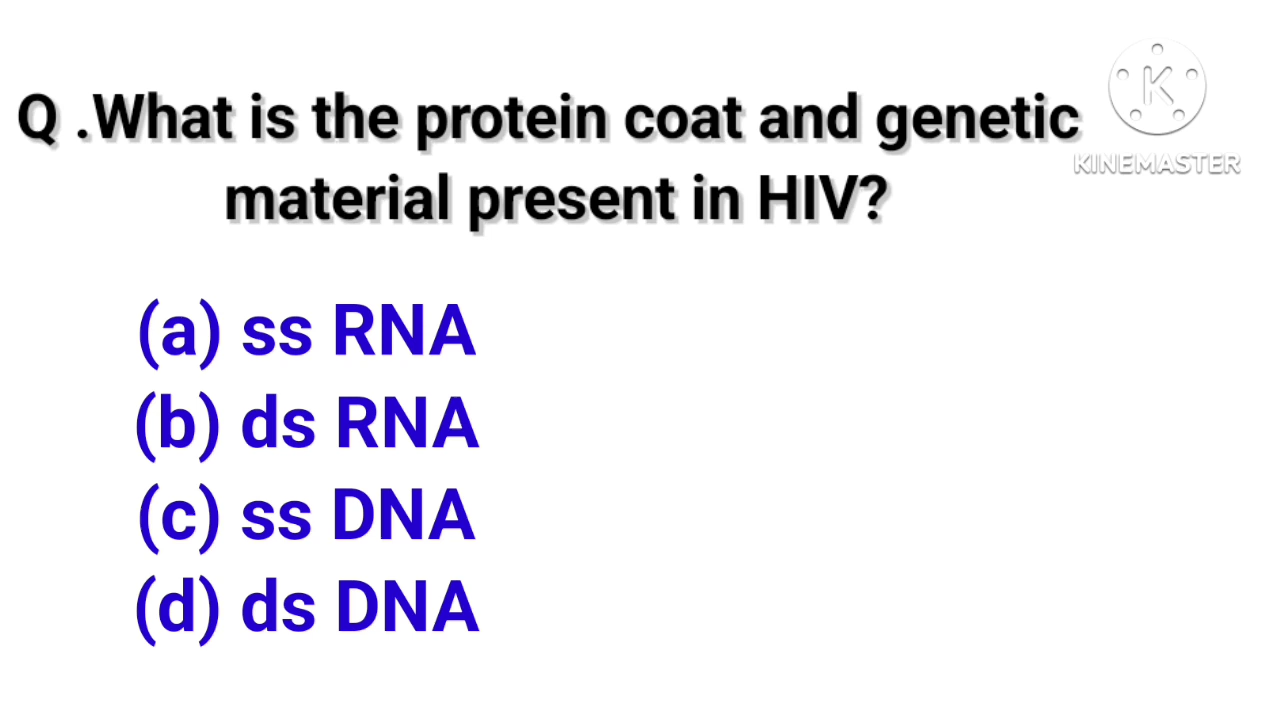 Q .What is the protein coat and genetic
material present in HIV?
K
KINEMASTER
(a) ss RNA
(b) ds RNA
(c) ss DNA
(d) ds DNA